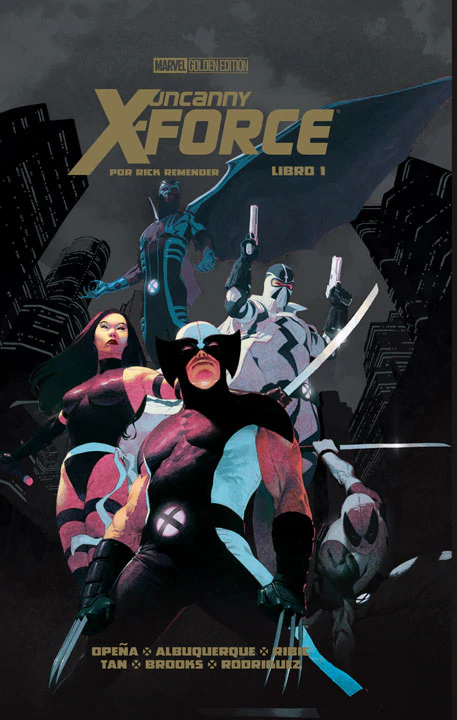 MARVEL GOLDEN EDITION
UNCANNY
X-FORCE
POR RICK REMENDER LIBRO 1
OPEÑA × ALBUQUERQUE × RIBIC
TAN × BROOKS × RODRIGUEZ